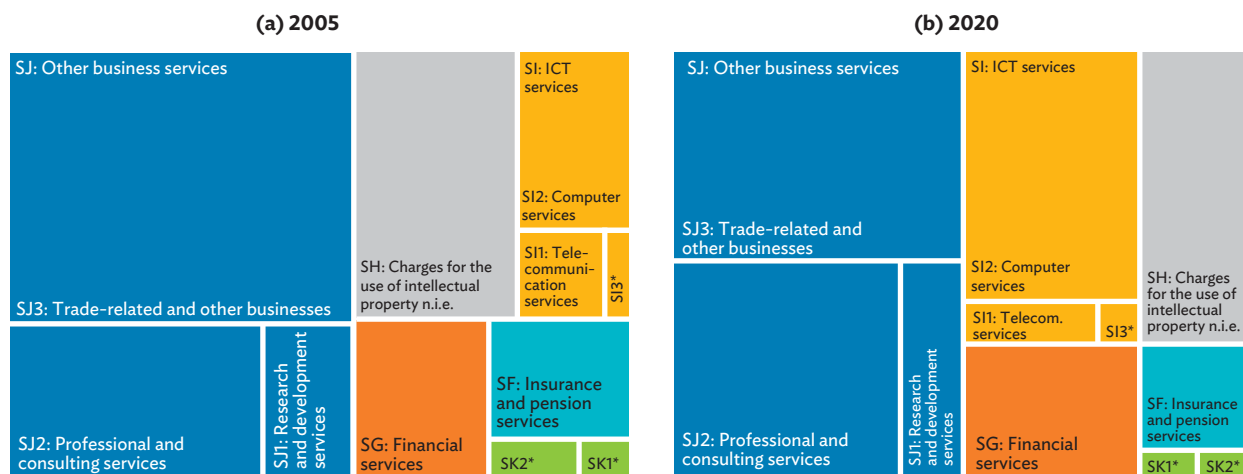 (a) 2005
SJ: Other business services
SJ3: Trade-related and other businesses
SJ2: Professional and
consulting services
SJ1: Research
and development
services
SH: Charges for the
use of intellectual
property n.i.e.
SI: ICT
services
SI2: Computer
services
SI1: Tele-
communi-
cation
services
SI3*
SG: Financial
services
SF: Insurance
and pension
services
SK2*
SK1*
(b) 2020
SJ: Other business services
SJ3: Trade-related and
other businesses
SJ2: Professional and
consulting services
SJ1: Research
and development
services
SI: ICT services
SI2: Computer
services
SI1: Telecom.
services
SI3*
SG: Financial
services
SH: Charges
for the use of
intellectual
property n.i.e.
SF: Insurance
and pension
services
SK1*
SK2*